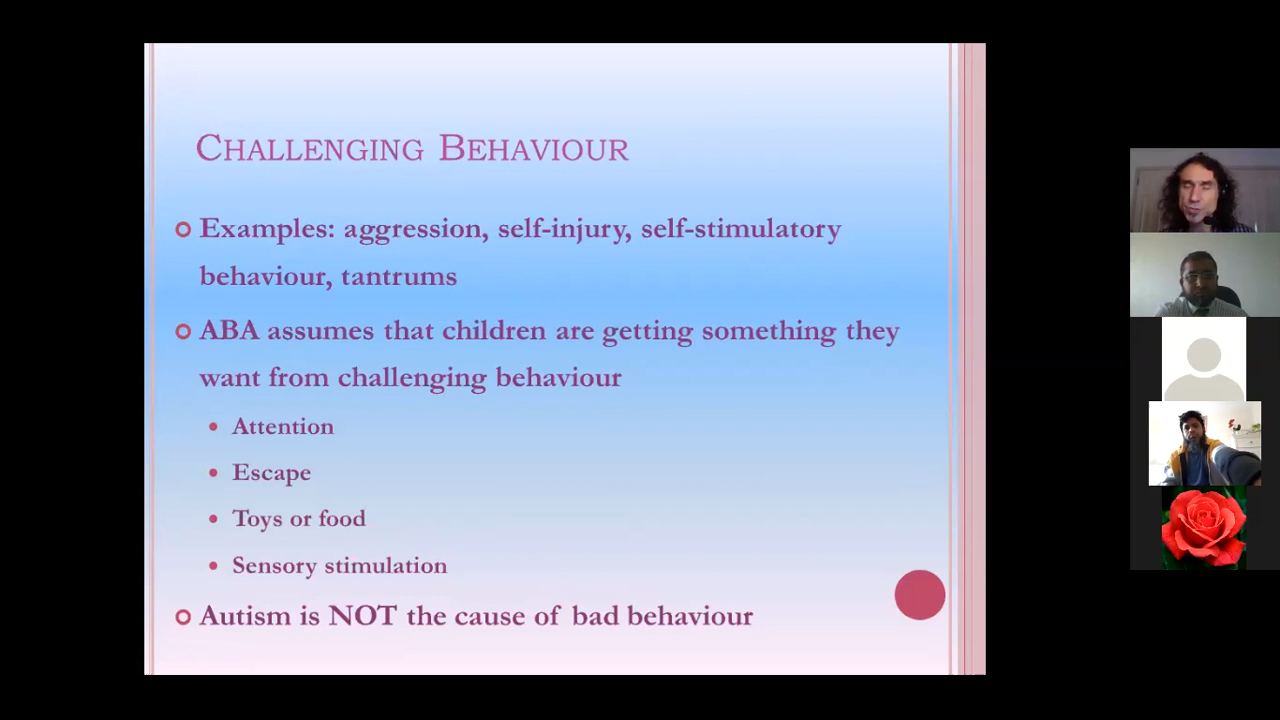 Challenging Behaviour
Examples: aggression, self-injury, self-stimulatory
behaviour, tantrums
ABA assumes that children are getting something they
want from challenging behaviour
Attention
Escape
Toys or food
Sensory stimulation
Autism is NOT the cause of bad behaviour